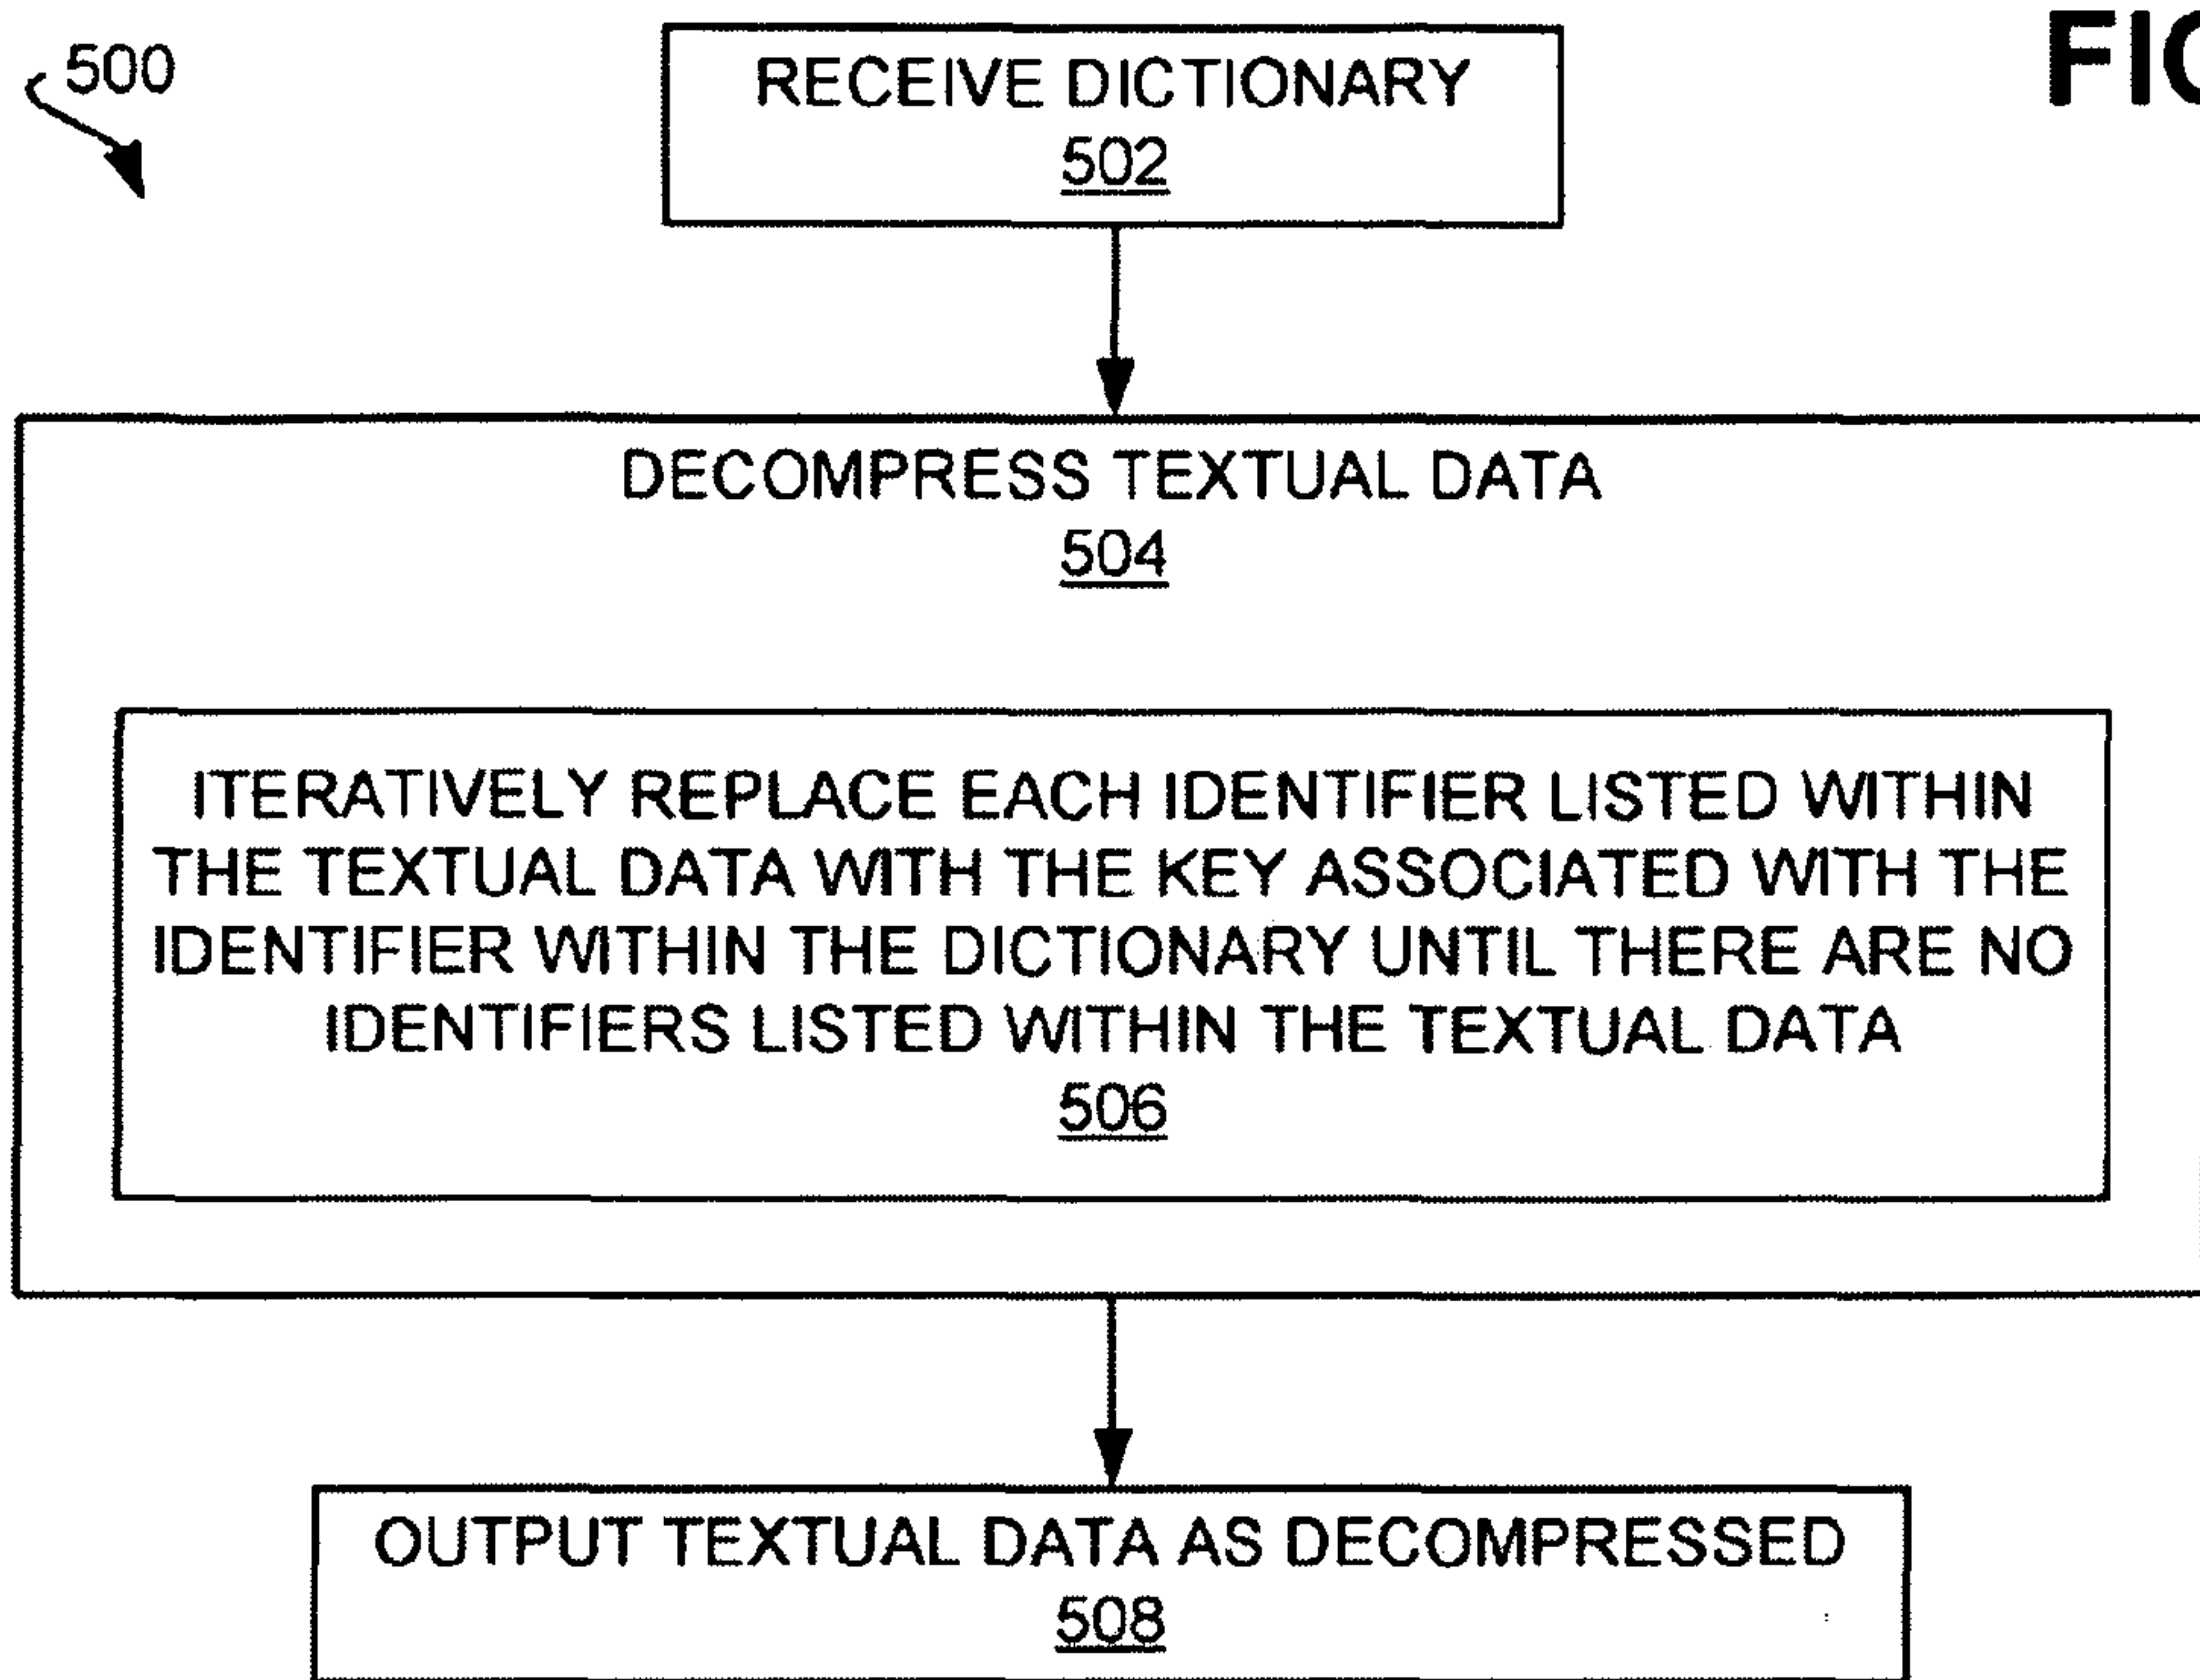 500
FIG
RECEIVE DICTIONARY
502
DECOMPRESS TEXTUAL DATA
504
ITERATIVELY REPLACE EACH IDENTIFIER LISTED WITHIN
THE TEXTUAL DATA WITH THE KEY ASSOCIATED WITH THE
IDENTIFIER WITHIN THE DICTIONARY UNTIL THERE ARE NO
IDENTIFIERS LISTED WITHIN THE TEXTUAL DATA
506
OUTPUT TEXTUAL DATA AS DECOMPRESSED
508